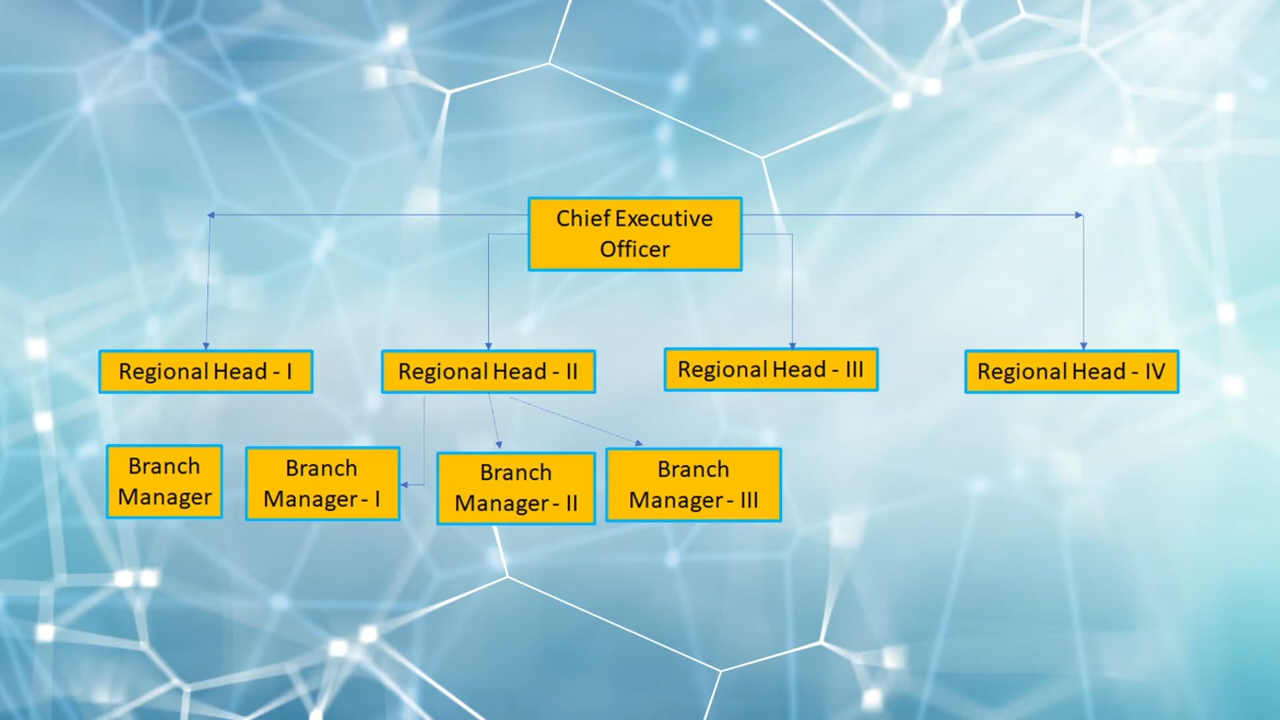 Chief Executive
Officer
Regional Head - I
Regional Head - II
Regional Head - III
Regional Head - IV
Branch
Manager
Branch
Manager - I
Branch
Manager - II
Branch
Manager - III